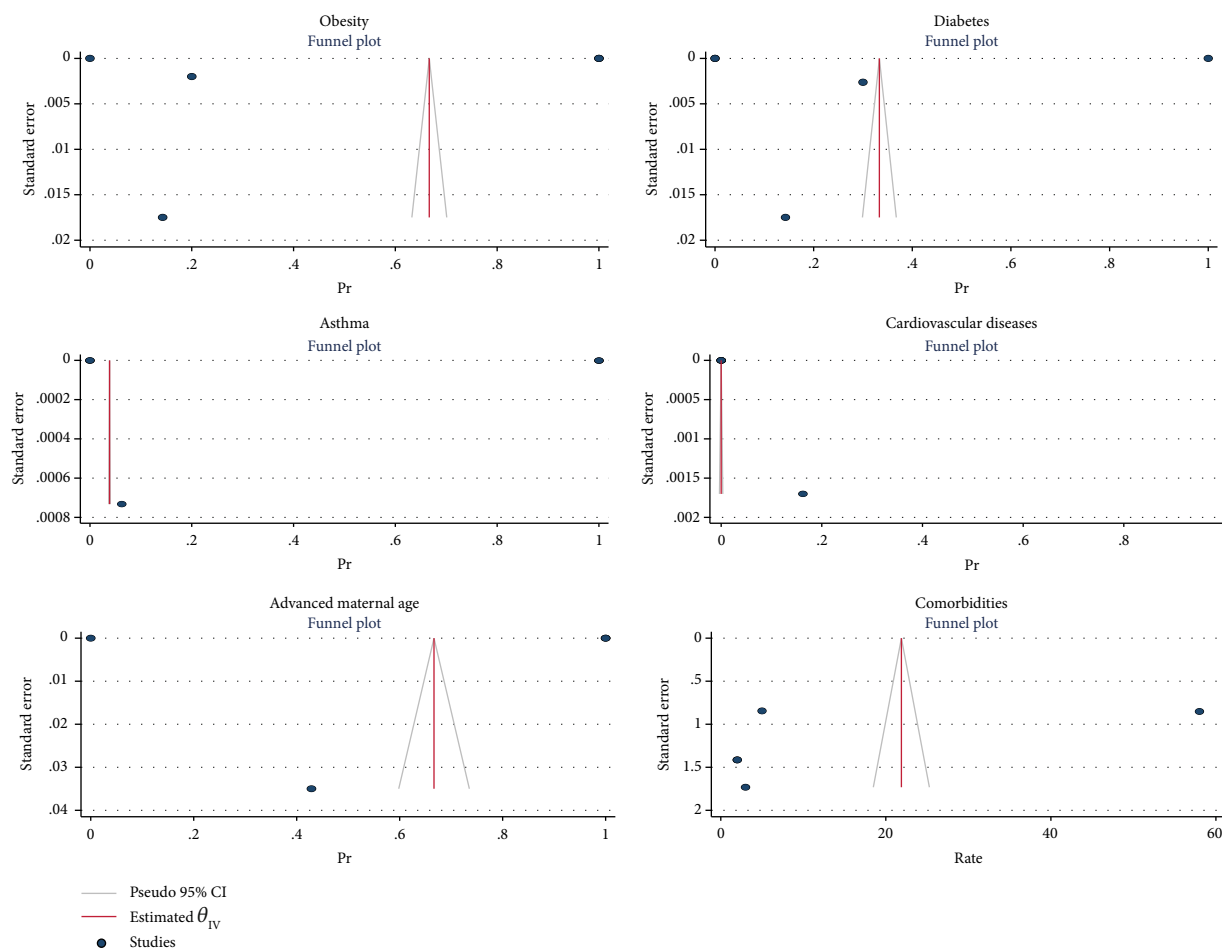 Obesity
Funnel plot
0
.005
.01
.015
.02
Standard error
0 .2 .4 .6 .8 1
Pr
Diabetes
Funnel plot
0
.005
.01
.015
.02
Standard error
0 .2 .4 .6 .8 1
Pr
Asthma
Funnel plot
0
.0002
.0004
.0006
.0008
Standard error
0 .2 .4 .6 .8 1
Pr
Cardiovascular diseases
Funnel plot
0
.0005
.001
.0015
.002
Standard error
0 .2 .4 .6 .8
Pr
Advanced maternal age
Funnel plot
0
.01
.02
.03
.04
Standard error
0 .2 .4 .6 .8 1
Pr
Comorbidities
Funnel plot
0
.5
1
1.5
2
Standard error
0 20 40 60
Rate
Pseudo 95% CI
Estimated θIV
Studies